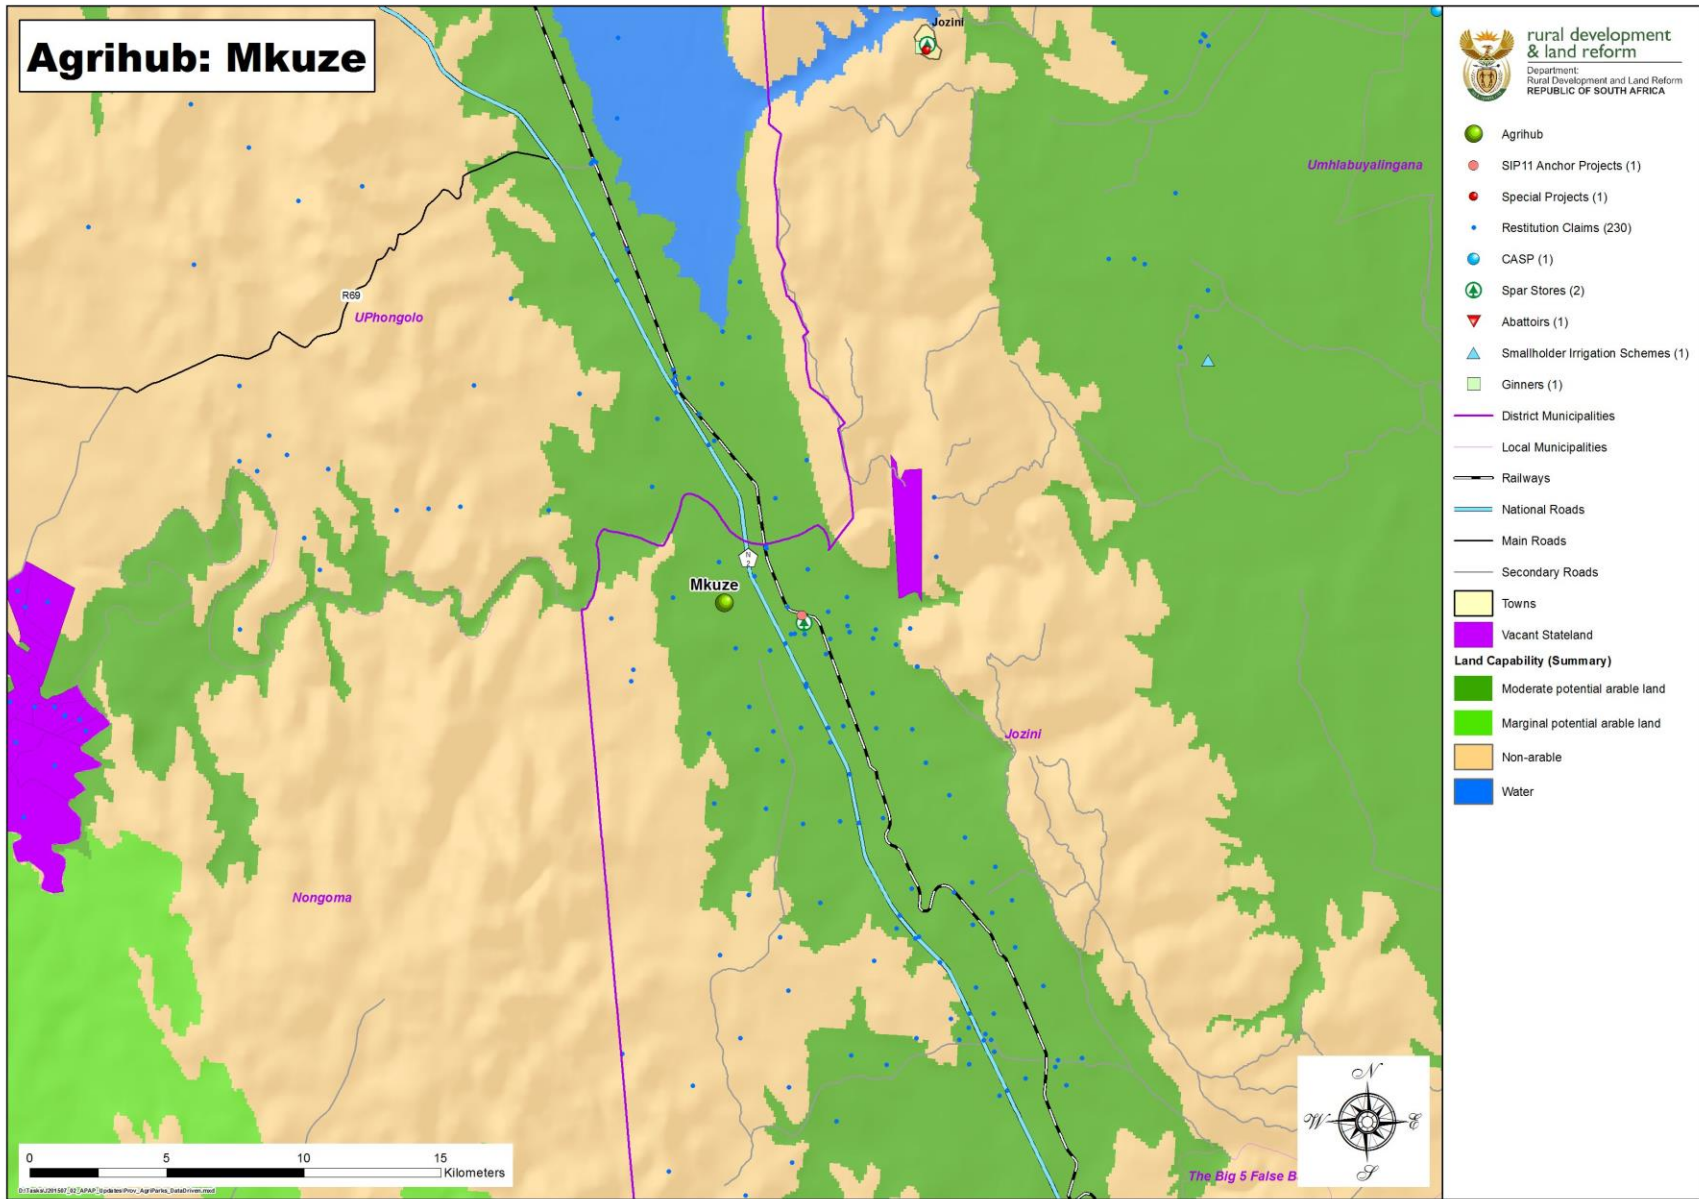 Agrihub: Mkuze
Jozini
Umhlabuyalingana
R69
UPhongolo
N
2
Mkuze
Jozini
Nongoma
The Big 5 False B
N
W
E
S
0
5
10
15
Kilometers
rural development
& land reform
Department:
Rural Development and Land Reform
REPUBLIC OF SOUTH AFRICA
Agrihub
SIP11 Anchor Projects (1)
Special Projects (1)
Restitution Claims (230)
CASP (1)
Spar Stores (2)
Abattoirs (1)
Smallholder Irrigation Schemes (1)
Ginners (1)
District Municipalities
Local Municipalities
Railways
National Roads
Main Roads
Secondary Roads
Towns
Vacant Stateland
Land Capability (Summary)
Moderate potential arable land
Marginal potential arable land
Non-arable
Water